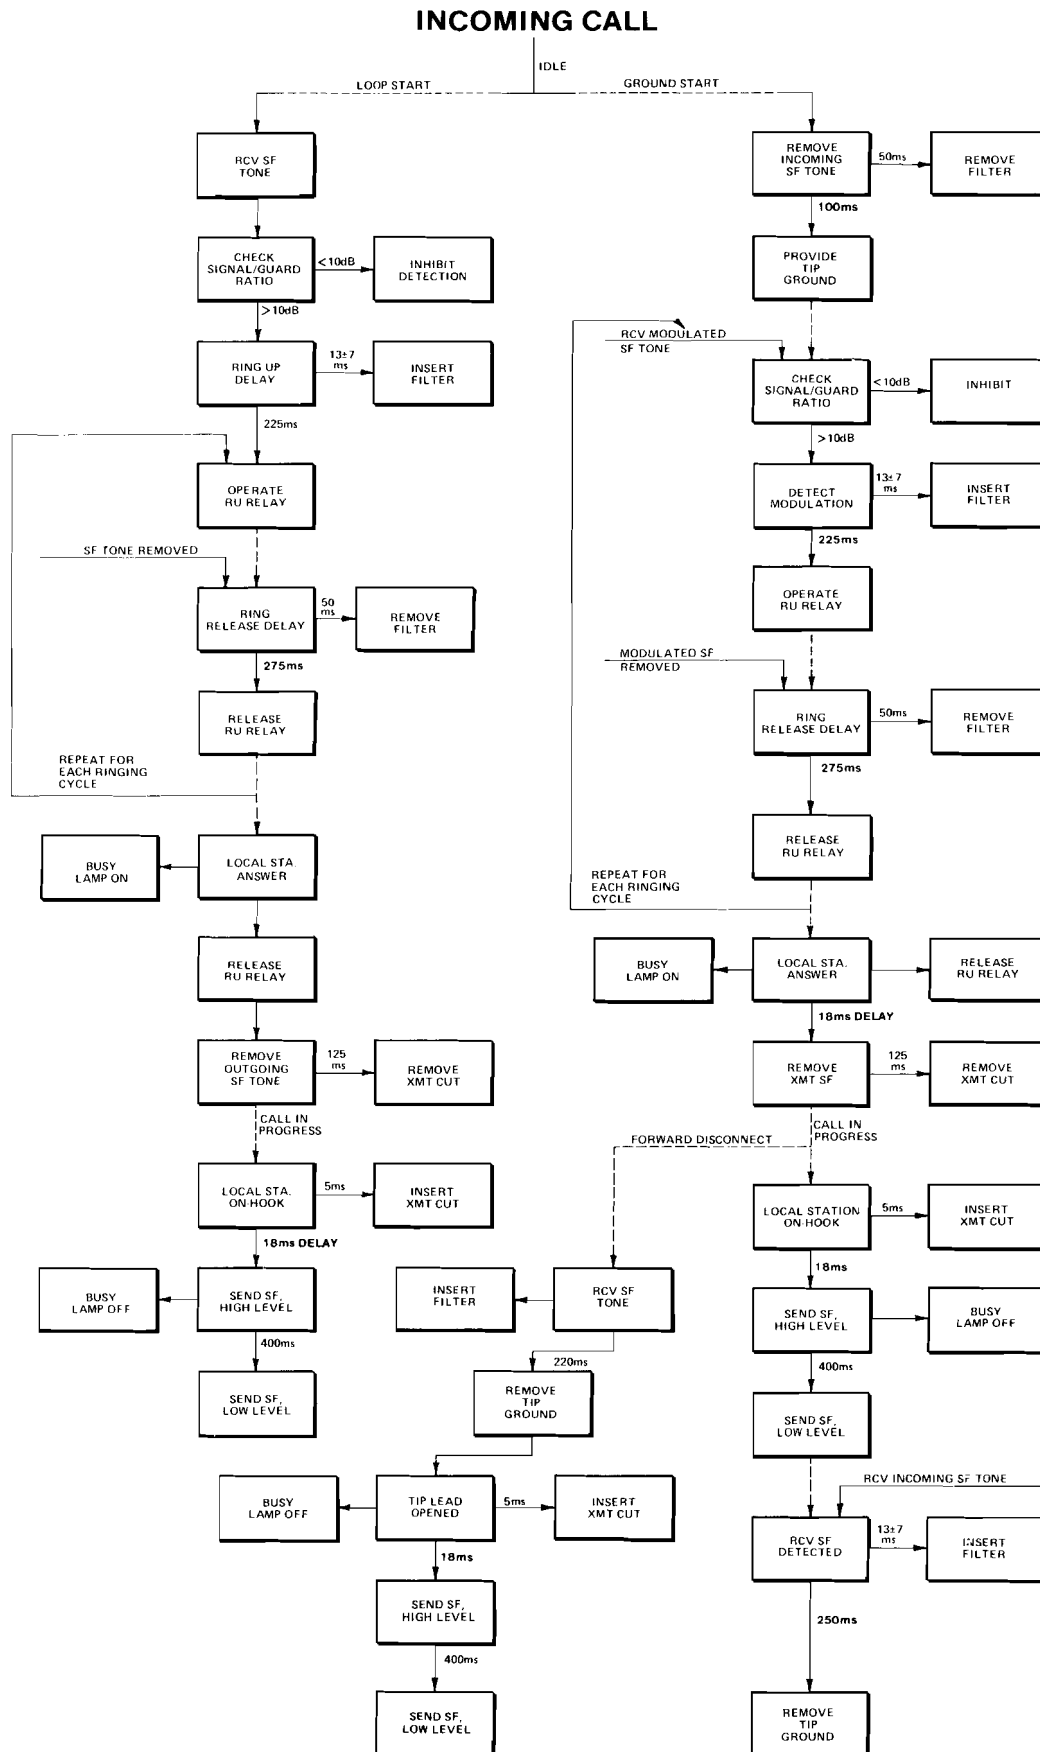 INCOMING CALL
IDLE
LOOP START
GROUND START
RCV SF
TONE
CHECK
SIGNAL/GUARD
RATIO
<10dB
INHIBIT
DETECTION
>10dB
RING UP
DELAY
13±7
ms
INSERT
FILTER
225ms
OPERATE
RU RELAY
SF TONE REMOVED
RING
RELEASE DELAY
50
ms
REMOVE
FILTER
275ms
RELEASE
RU RELAY
REPEAT FOR
EACH RINGING
CYCLE
BUSY
LAMP ON
LOCAL STA.
ANSWER
RELEASE
RU RELAY
REMOVE
OUTGOING
SF TONE
125
ms
REMOVE
XMT CUT
CALL IN
PROGRESS
LOCAL STA.
ON-HOOK
5ms
INSERT
XMT CUT
18ms DELAY
BUSY
LAMP OFF
SEND SF,
HIGH LEVEL
400ms
SEND SF,
LOW LEVEL
REMOVE
INCOMING
SF TONE
50ms
REMOVE
FILTER
100ms
PROVIDE
TIP
GROUND
RCV MODULATED
SF TONE
CHECK
SIGNAL/GUARD
RATIO
<10dB
INHIBIT
>10dB
DETECT
MODULATION
13±7
ms
INSERT
FILTER
225ms
OPERATE
RU RELAY
MODULATED SF
REMOVED
RING
RELEASE DELAY
50ms
REMOVE
FILTER
275ms
RELEASE
RU RELAY
REPEAT FOR
EACH RINGING
CYCLE
BUSY
LAMP ON
LOCAL STA.
ANSWER
RELEASE
RU RELAY
18ms DELAY
REMOVE
XMT SF
125
ms
REMOVE
XMT CUT
CALL IN
PROGRESS
FORWARD DISCONNECT
LOCAL STATION
ON-HOOK
5ms
INSERT
XMT CUT
18ms
SEND SF,
HIGH LEVEL
BUSY
LAMP OFF
400ms
SEND SF,
LOW LEVEL
RCV INCOMING SF TONE
RCV SF
DETECTED
13±7
ms
INSERT
FILTER
250ms
REMOVE
TIP
GROUND
INSERT
FILTER
RCV SF
TONE
220ms
REMOVE
TIP
GROUND
BUSY
LAMP OFF
TIP LEAD
OPENED
5ms
INSERT
XMT CUT
18ms
SEND SF,
HIGH LEVEL
400ms
SEND SF,
LOW LEVEL